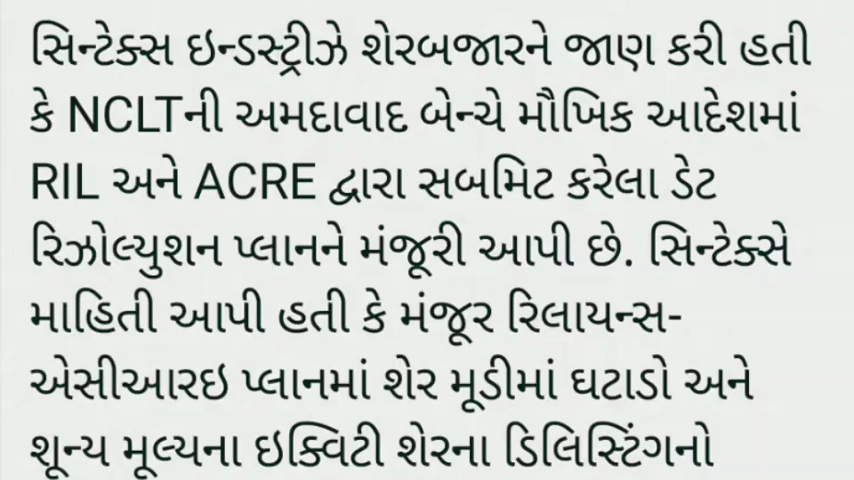 સિન્ટેક્સ ઇન્ડસ્ટ્રીઝે શેરબજારને જાણ કરી હતી
કે NCLTની અમદાવાદ બેન્ચે મૌખિક આદેશમાં
RIL અને ACRE દ્વારા સબમિટ કરેલા ડેટ
રિઝોલ્યુશન પ્લાનને મંજૂરી આપી છે. સિન્ટેક્સે
માહિતી આપી હતી કે મંજૂર રિલાયન્સ-
એસીઆરઇ પ્લાનમાં શેર મૂડીમાં ઘટાડો અને
શૂન્ય મૂલ્યના ઇક્વિટી શેરના ડિલિસ્ટિંગનો